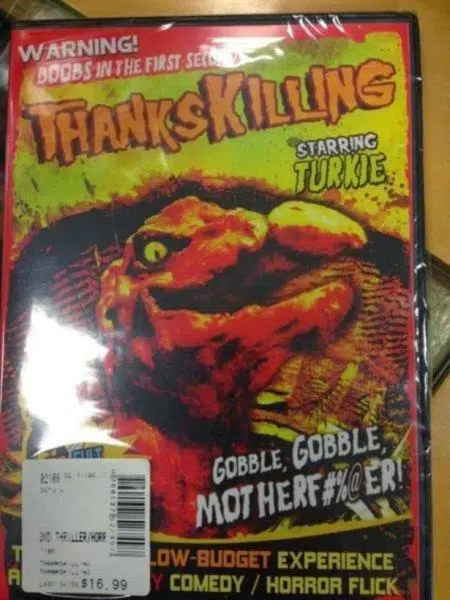 WARNING!
BOOBS IN THE FIRST
THANKSKILLING
STARRING
TURKIE
GOBBLE, GOBBLE,
MOTHERF#%@ER!
DVD THRILLER/HORR
THANKSKILLING
THANKSKILLING
$16.99
LOW-BUDGET EXPERIENCE
COMEDY / HORROR FLICK